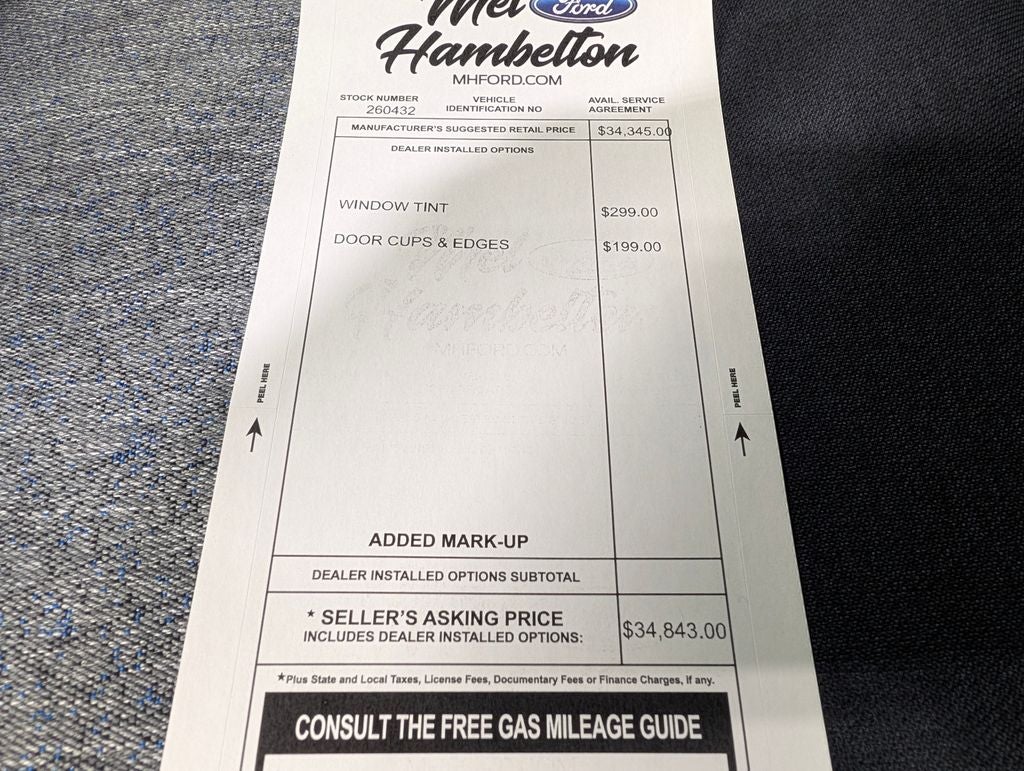 Mel Ford
Hambelton
MHFORD.COM
STOCK NUMBER
260432
VEHICLE
IDENTIFICATION NO
AVAIL. SERVICE
AGREEMENT
MANUFACTURER'S SUGGESTED RETAIL PRICE $34,345.00
DEALER INSTALLED OPTIONS
WINDOW TINT $299.00
DOOR CUPS & EDGES $199.00
Mel
Hambelton
MHFORD.COM
PEEL HERE
PEEL HERE
ADDED MARK-UP
DEALER INSTALLED OPTIONS SUBTOTAL
* SELLER'S ASKING PRICE
INCLUDES DEALER INSTALLED OPTIONS: $34,843.00
*Plus State and Local Taxes, License Fees, Documentary Fees or Finance Charges, If any.
CONSULT THE FREE GAS MILEAGE GUIDE